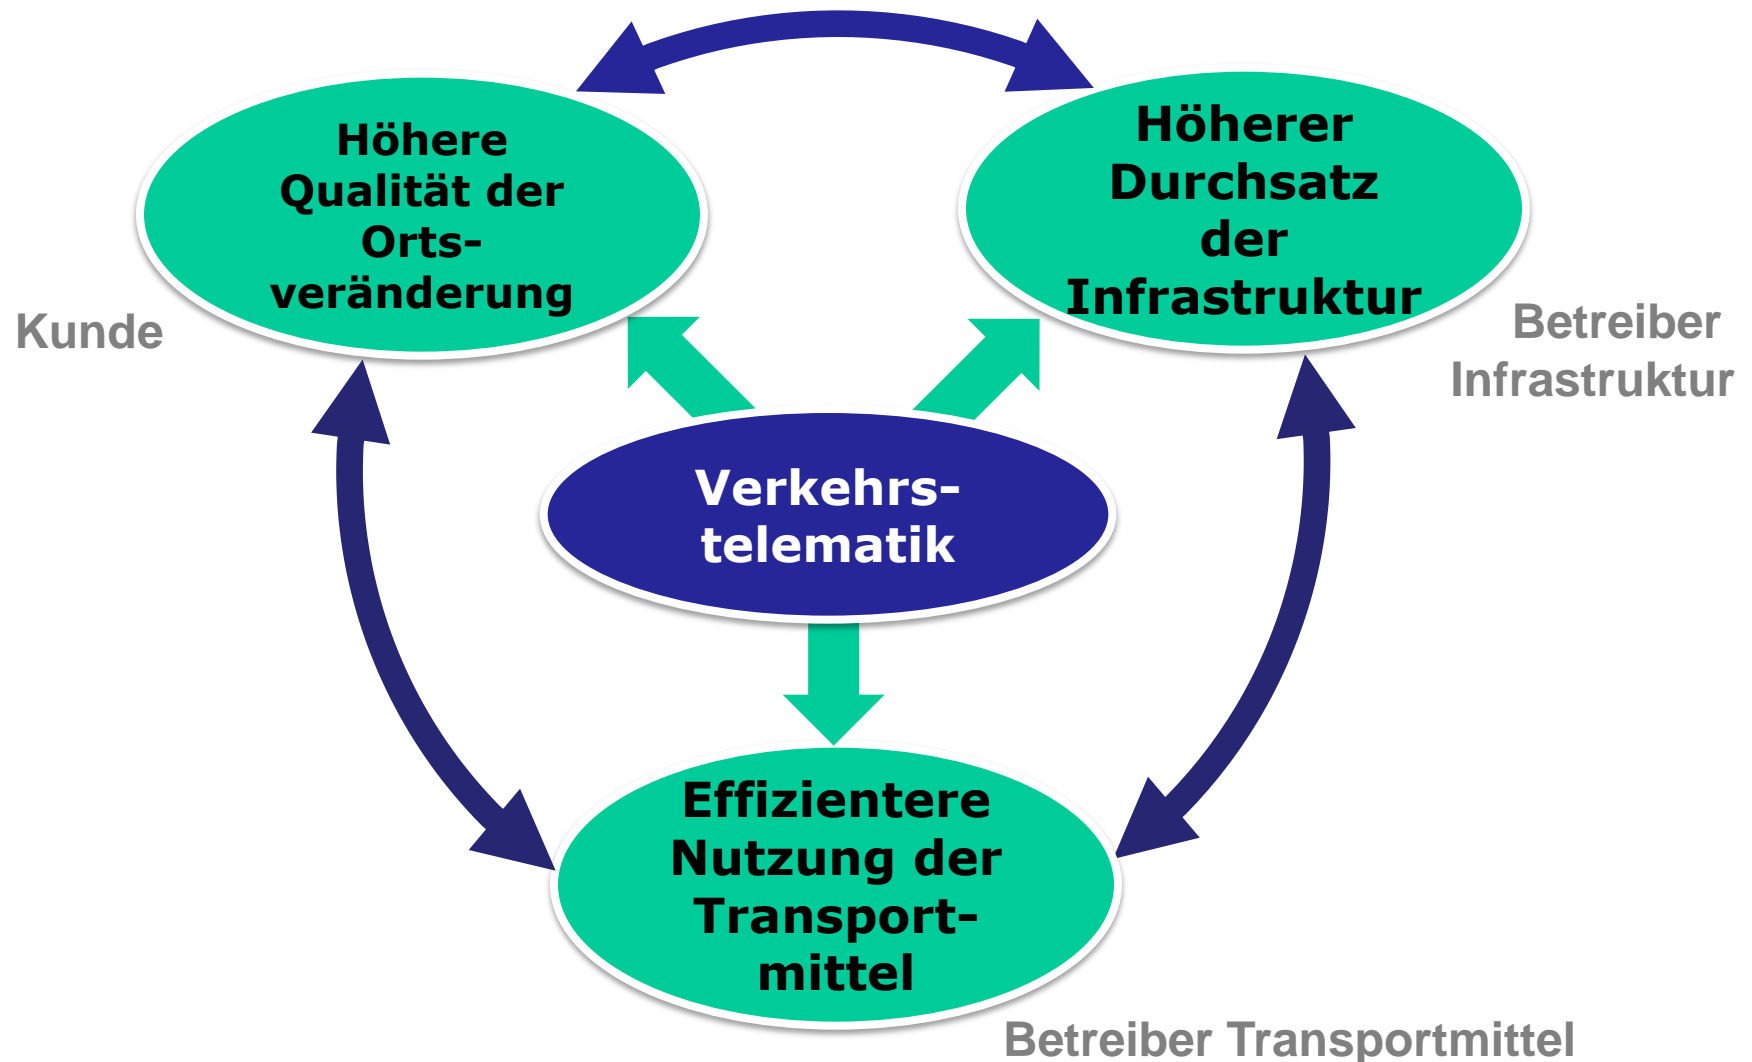 Höhere
Qualität der
Orts-
veränderung
Höherer
Durchsatz
der
Infrastruktur
Kunde
Betreiber
Infrastruktur
Verkehrs-
telematik
Effizientere
Nutzung der
Transport-
mittel
Betreiber Transportmittel